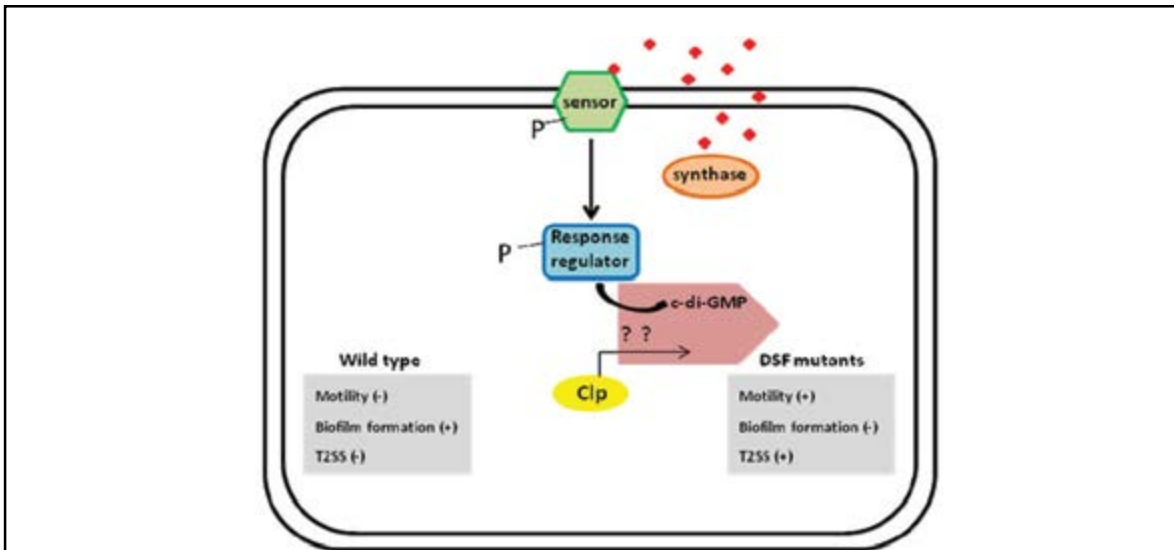 sensor
P
synthase
Response
regulator
P
c-di-GMP
? ?
Clp
Wild type
Motility (-)
Biofilm formation (+)
T2SS (-)
DSF mutants
Motility (+)
Biofilm formation (-)
T2SS (+)